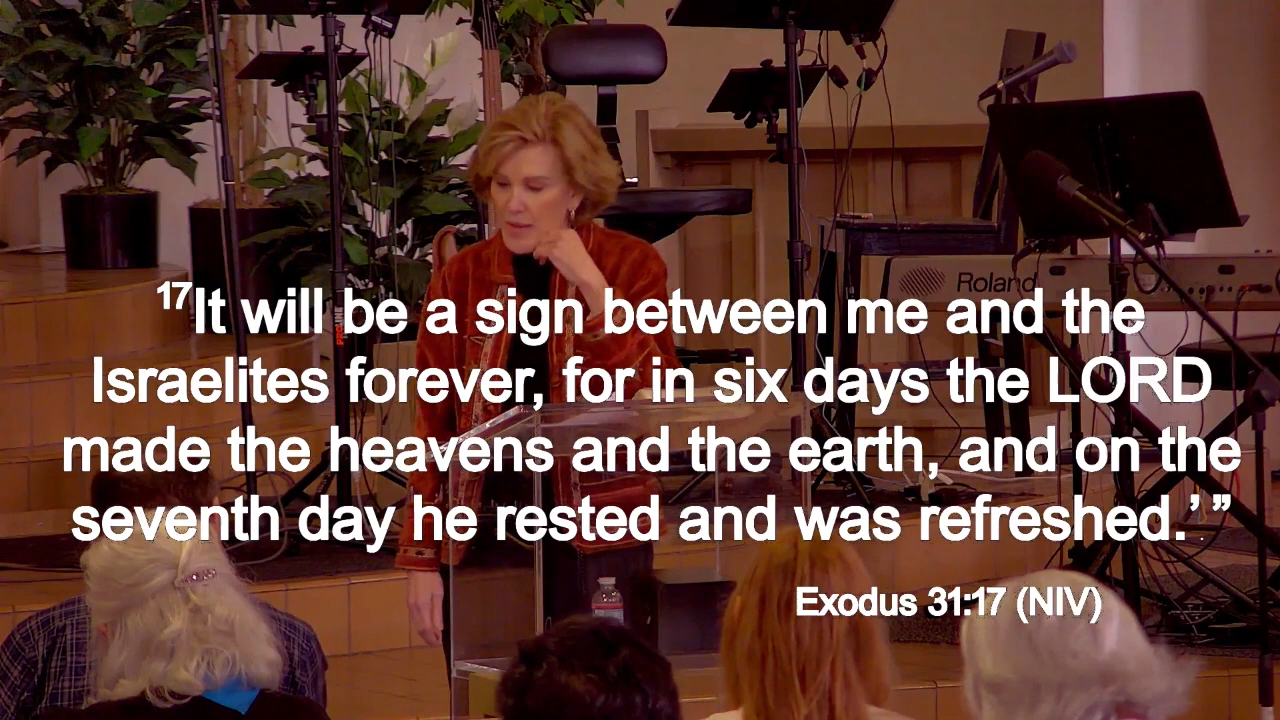 Roland
17It will be a sign between me and the
Israelites forever, for in six days the LORD
made the heavens and the earth, and on the
seventh day he rested and was refreshed.’ ”
Exodus 31:17 (NIV)